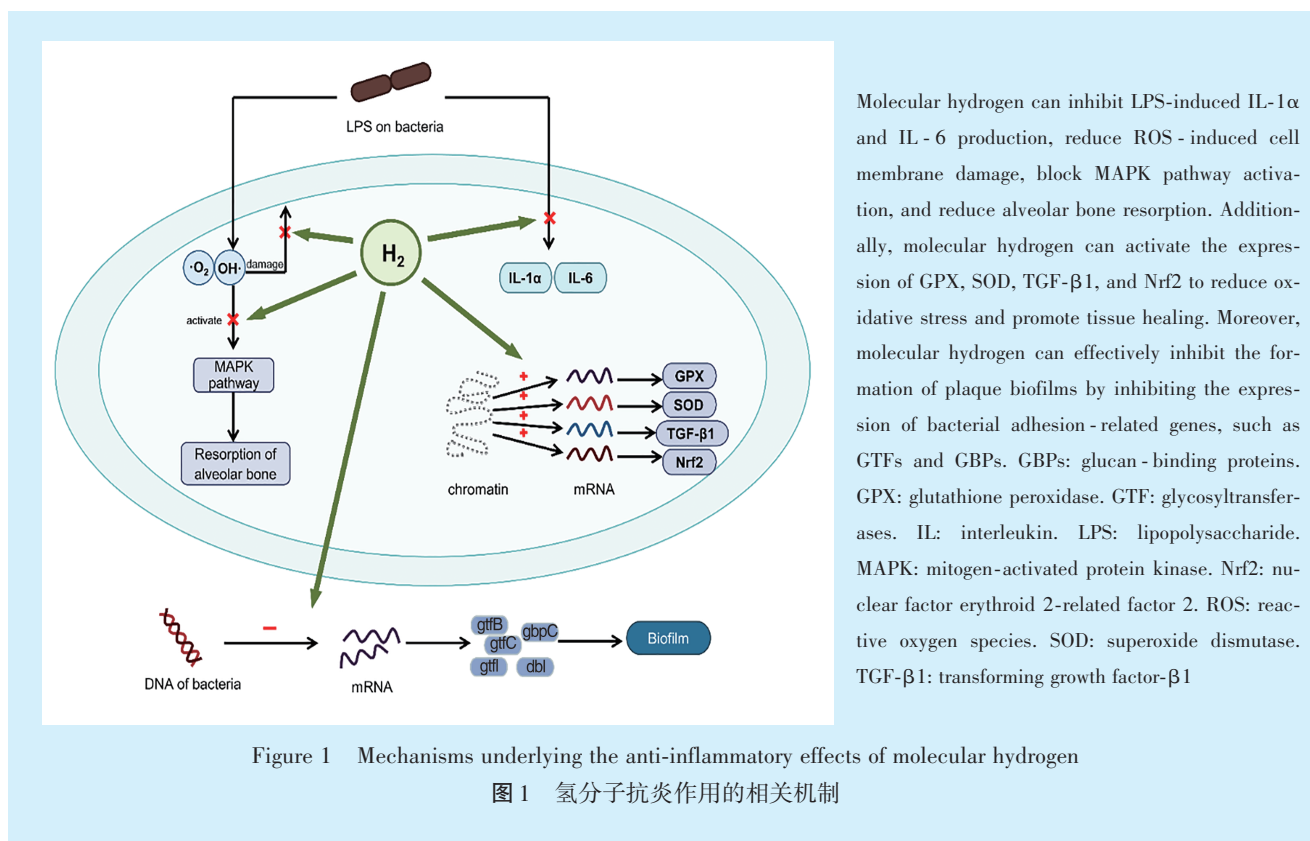 LPS on bacteria
H2
·O2
OH·
damage
IL-1α
IL-6
activate
MAPK
pathway
Resorption of
alveolar bone
GPX
SOD
TGF-β1
Nrf2
chromatin
mRNA
DNA of bacteria
mRNA
gtfB
gbpC
gtfC
gtfI
dbl
Biofilm
Molecular hydrogen can inhibit LPS-induced IL-1α
and IL-6 production, reduce ROS-induced cell
membrane damage, block MAPK pathway activa-
tion, and reduce alveolar bone resorption. Addition-
ally, molecular hydrogen can activate the expres-
sion of GPX, SOD, TGF-β1, and Nrf2 to reduce ox-
idative stress and promote tissue healing. Moreover,
molecular hydrogen can effectively inhibit the for-
mation of plaque biofilms by inhibiting the expres-
sion of bacterial adhesion-related genes, such as
GTFs and GBPs. GBPs: glucan-binding proteins.
GPX: glutathione peroxidase. GTF: glycosyltransfer-
ases. IL: interleukin. LPS: lipopolysaccharide.
MAPK: mitogen-activated protein kinase. Nrf2: nu-
clear factor erythroid 2-related factor 2. ROS: reac-
tive oxygen species. SOD: superoxide dismutase.
TGF-β1: transforming growth factor-β1
Figure 1 Mechanisms underlying the anti-inflammatory effects of molecular hydrogen
图1 氢分子抗炎作用的相关机制